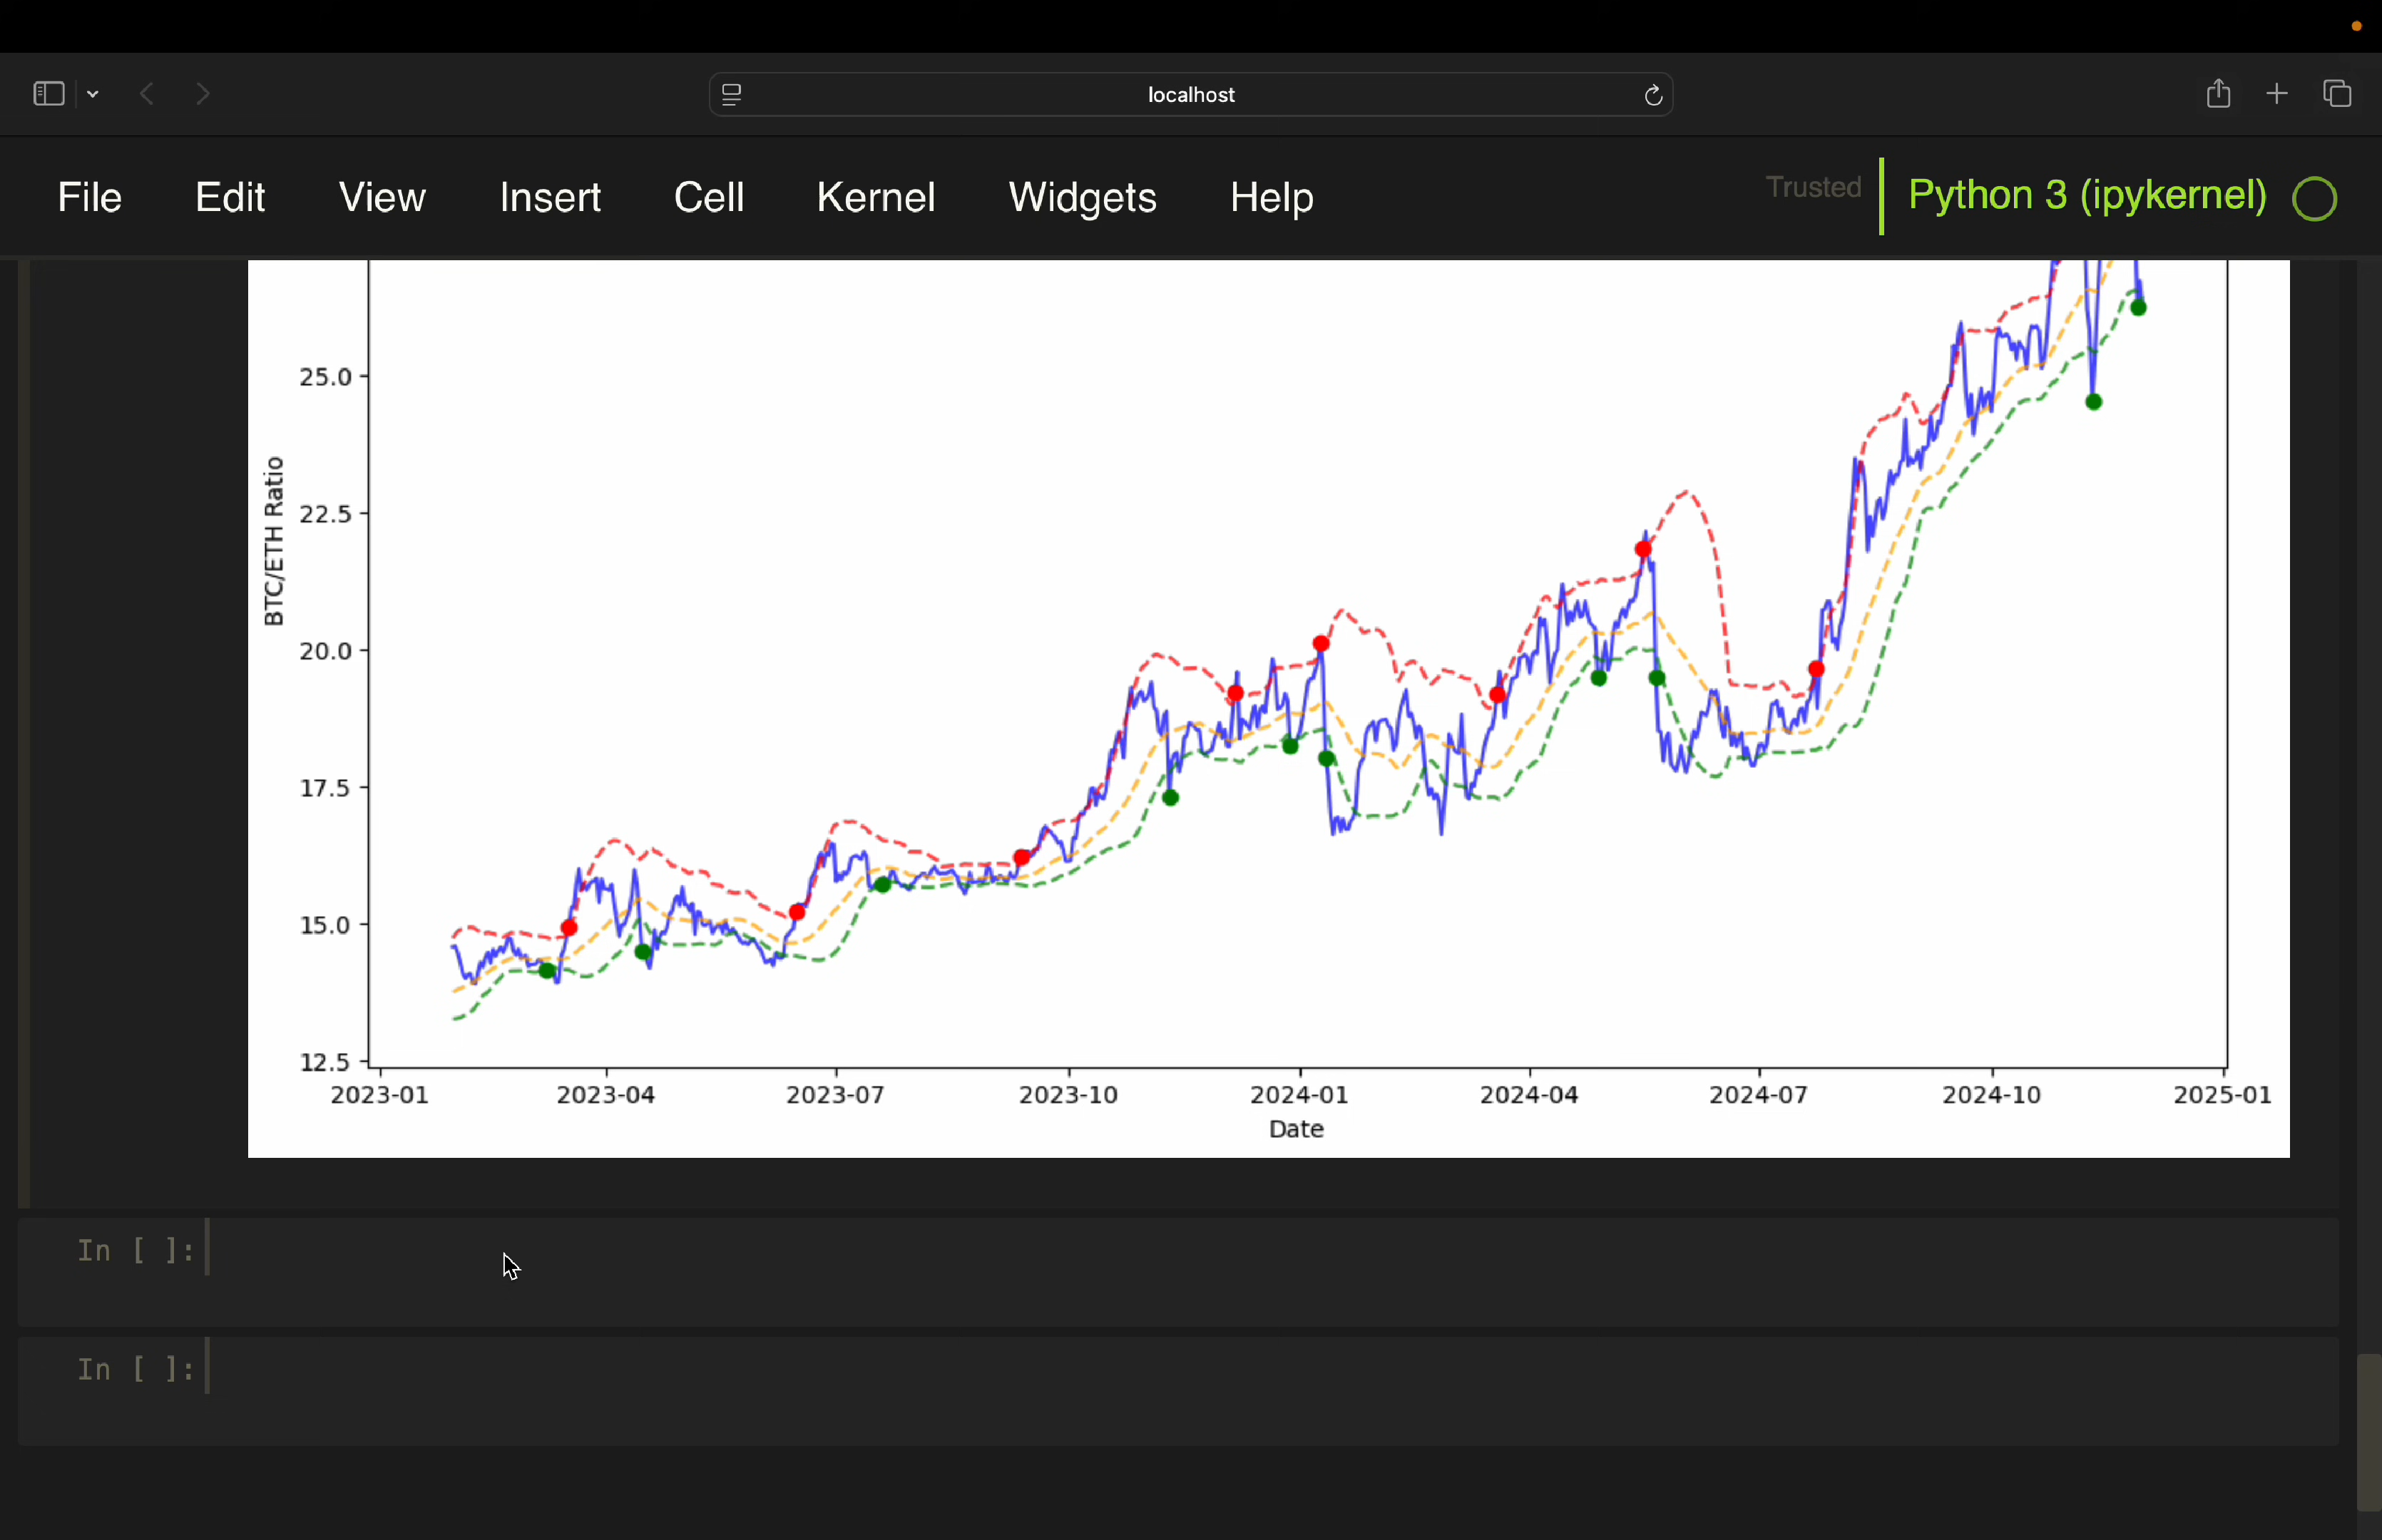 localhost
File Edit View Insert Cell Kernel Widgets Help Trusted Python 3 (ipykernel)
25.0
22.5
20.0
17.5
15.0
12.5
BTC/ETH Ratio
2023-01 2023-04 2023-07 2023-10 2024-01 2024-04 2024-07 2024-10 2025-01
Date
In [ ]:
In [ ]: